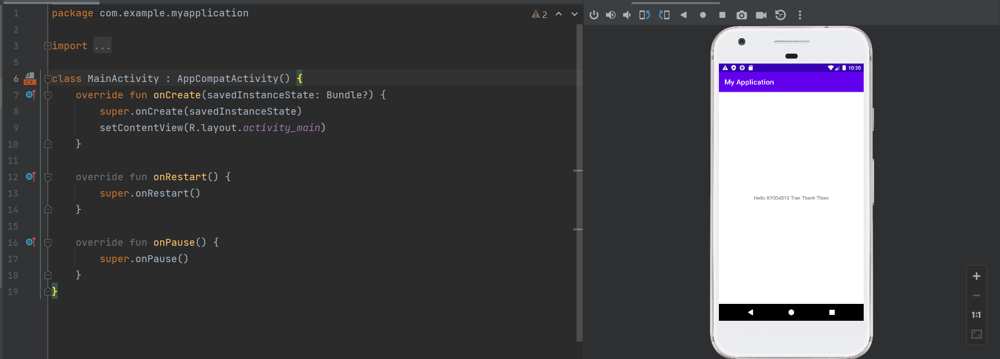 1 package com.example.myapplication
2
3 import ...
5
6 class MainActivity : AppCompatActivity() {
7 override fun onCreate(savedInstanceState: Bundle?) {
8 super.onCreate(savedInstanceState)
9 setContentView(R.layout.activity_main)
10 }
11
12 override fun onRestart() {
13 super.onRestart()
14 }
15
16 override fun onPause() {
17 super.onPause()
18 }
19 }
2
10:20
My Application
Hello B2004810 Tran Thanh Thien
1:1